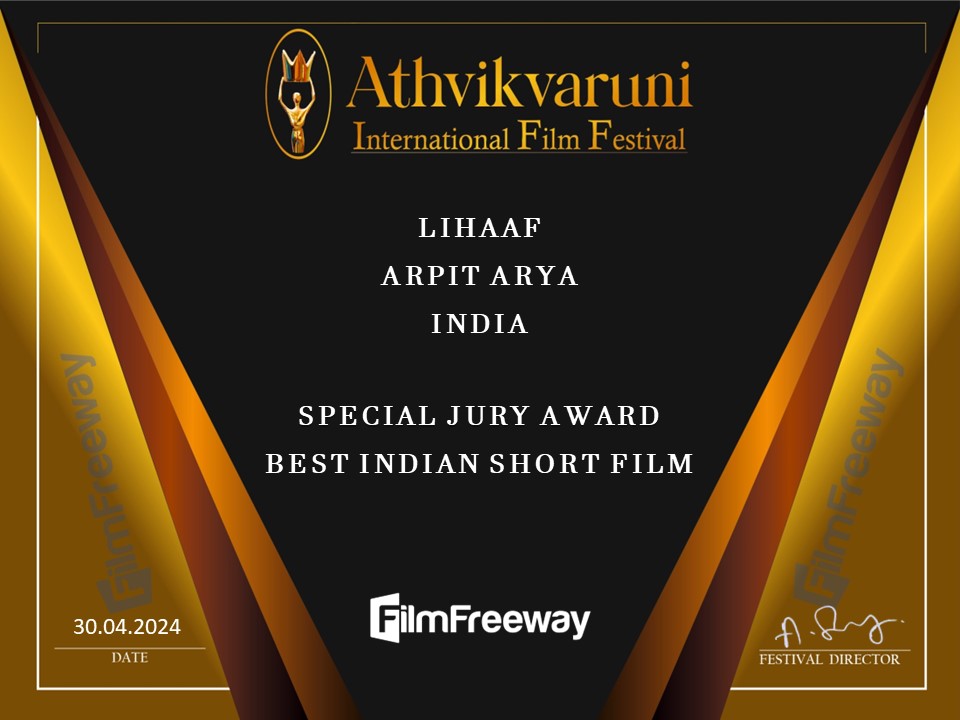 Athvikvaruni
International Film Festival
LIHAAF
ARPIT ARYA
INDIA
SPECIAL JURY AWARD
BEST INDIAN SHORT FILM
FilmFreeway
FilmFreeway
FilmFreeway
30.04.2024
DATE
FESTIVAL DIRECTOR